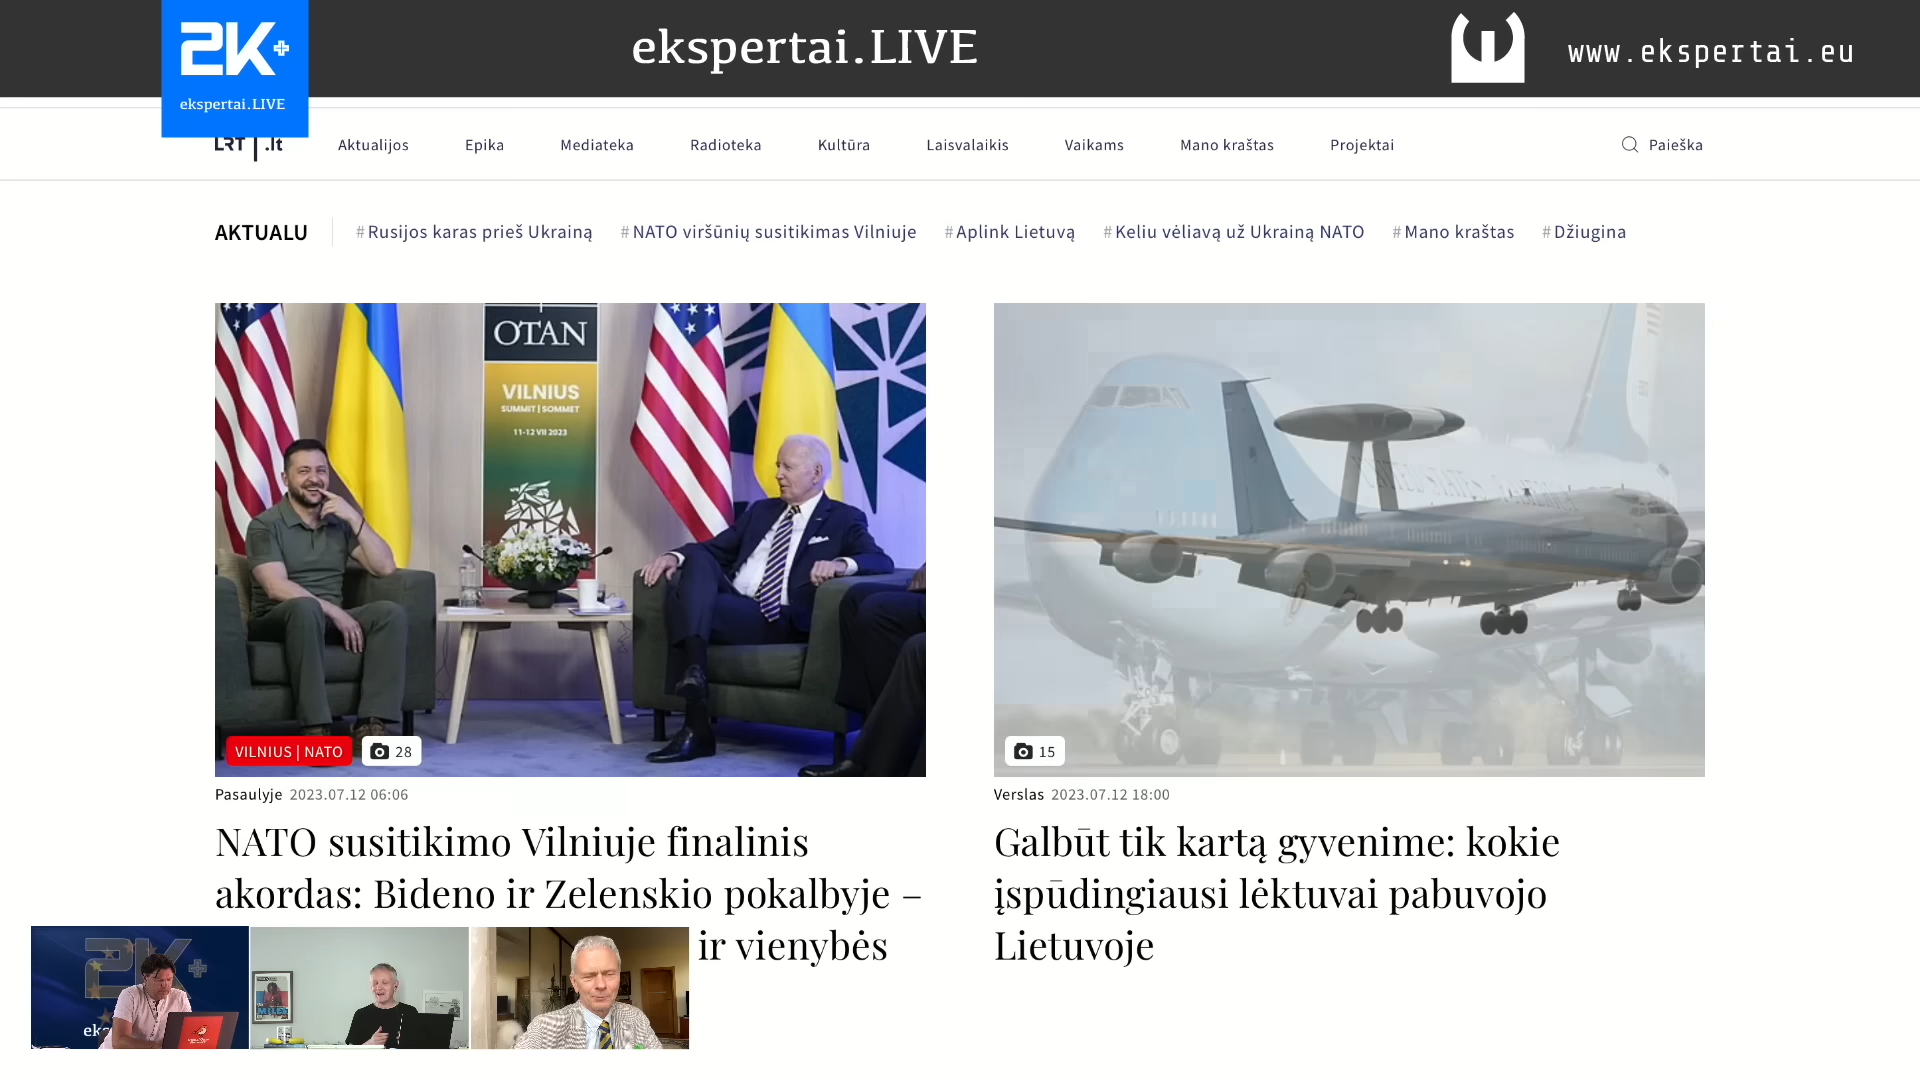 2K+
ekspertai.LIVE
ekspertai.LIVE
www.ekspertai.eu
LRT .lt
Aktualijos
Epika
Mediateka
Radioteka
Kultūra
Laisvalaikis
Vaikams
Mano kraštas
Projektai
Paieška
AKTUALU
#Rusijos karas prieš Ukrainą
#NATO viršūnių susitikimas Vilniuje
#Aplink Lietuvą
#Keliu vėliavą už Ukrainą NATO
#Mano kraštas
#Džiugina
OTAN
VILNIUS
SUMMIT | SOMMET
11-12 VII 2023
VILNIUS | NATO
28
15
Pasaulyje 2023.07.12 06:06
NATO susitikimo Vilniuje finalinis
akordas: Bideno ir Zelenskio pokalbyje –
ir vienybės
Verslas 2023.07.12 18:00
Galbūt tik kartą gyvenime: kokie
įspūdingiausi lėktuvai pabuvojo
Lietuvoje
2K+